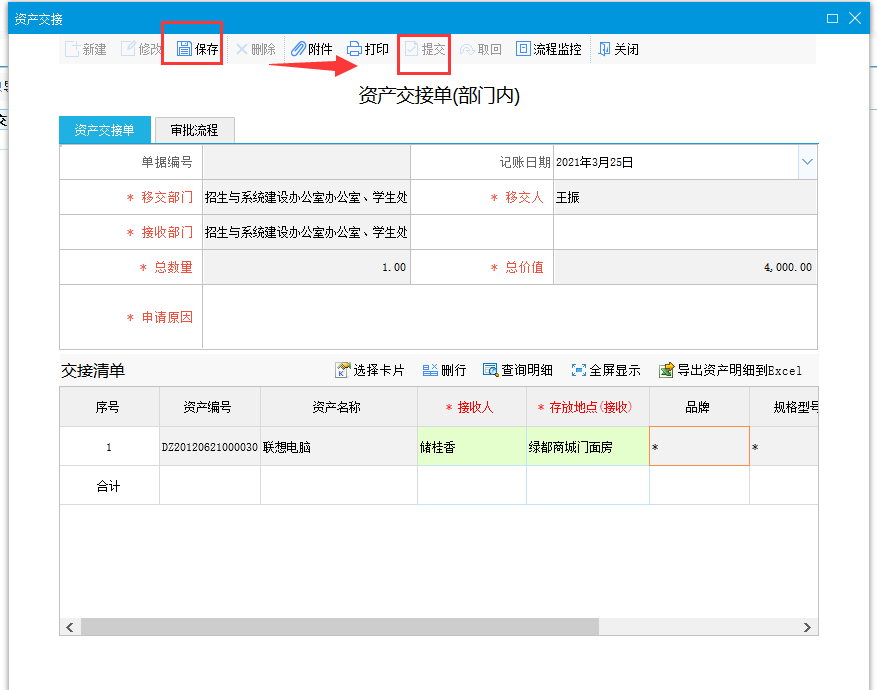 资产交接
新建 修改 保存 删除 附件 打印 提交 取回 流程监控 关闭
资产交接单(部门内)
资产交接单 审批流程
单据编号 记账日期 2021年3月25日
* 移交部门 招生与系统建设办公室办公室、学生处 * 移交人 王振
* 接收部门 招生与系统建设办公室办公室、学生处
* 总数量 1.00 * 总价值 4,000.00
* 申请原因
交接清单 选择卡片 删行 查询明细 全屏显示 导出资产明细到Excel
序号 资产编号 资产名称 * 接收人 * 存放地点(接收) 品牌 规格型号
1 DZ20120621000030 联想电脑 储桂香 绿都商城门面房 * *
合计